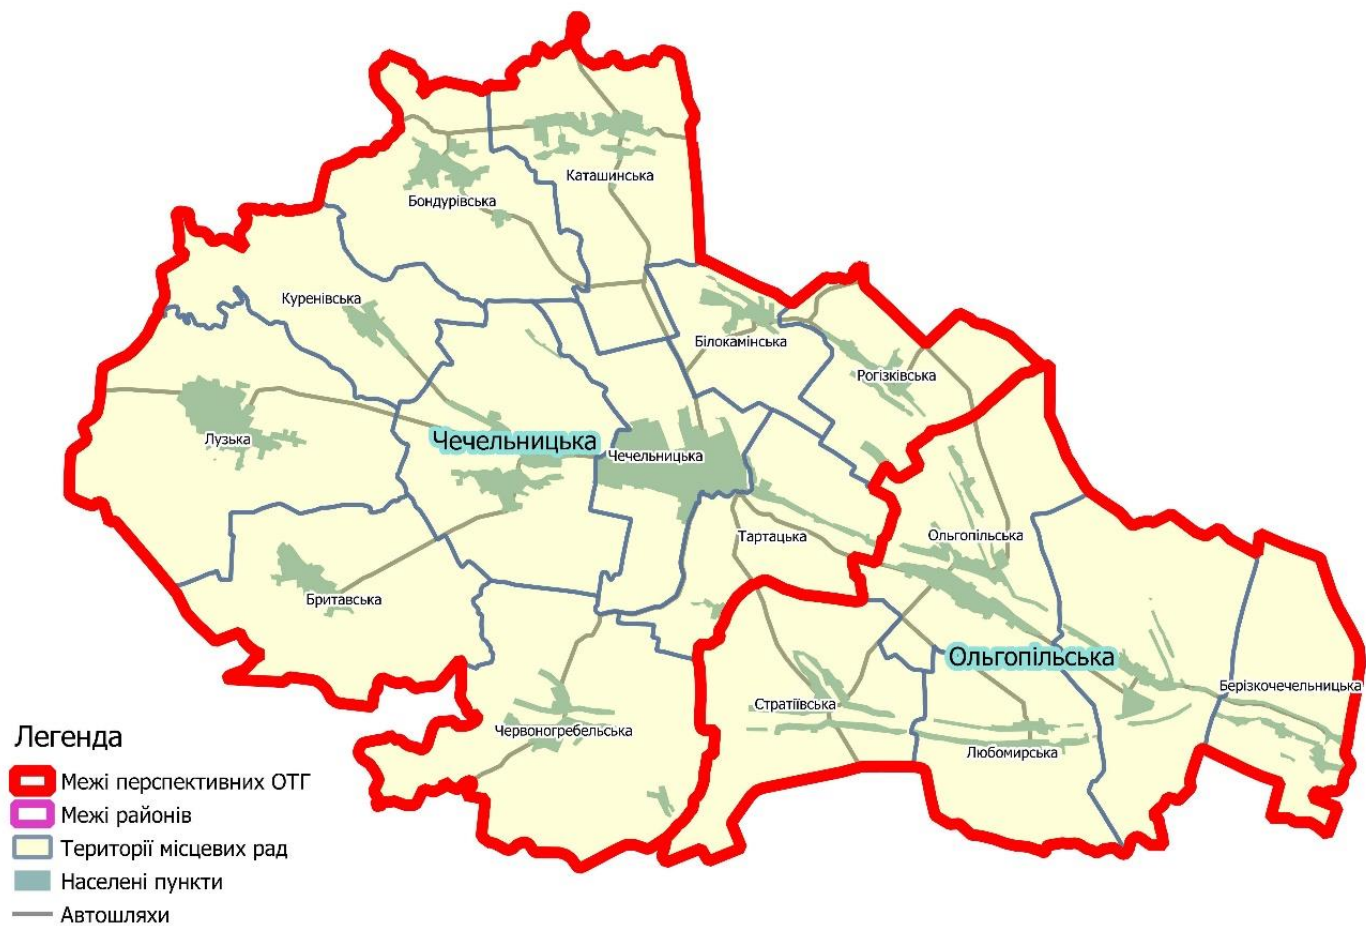 Каташинська
Бондурівська
Куренівська
Білокамінська
Рогізківська
Лузька
Чечельницька
Чечельницька
Тартацька
Ольгопільська
Бритавська
Ольгопільська
Берізкочечельницька
Стратіївська
Червоногребельська
Любомирська
Легенда
Межі перспективних ОТГ
Межі районів
Території місцевих рад
Населені пункти
Автошляхи